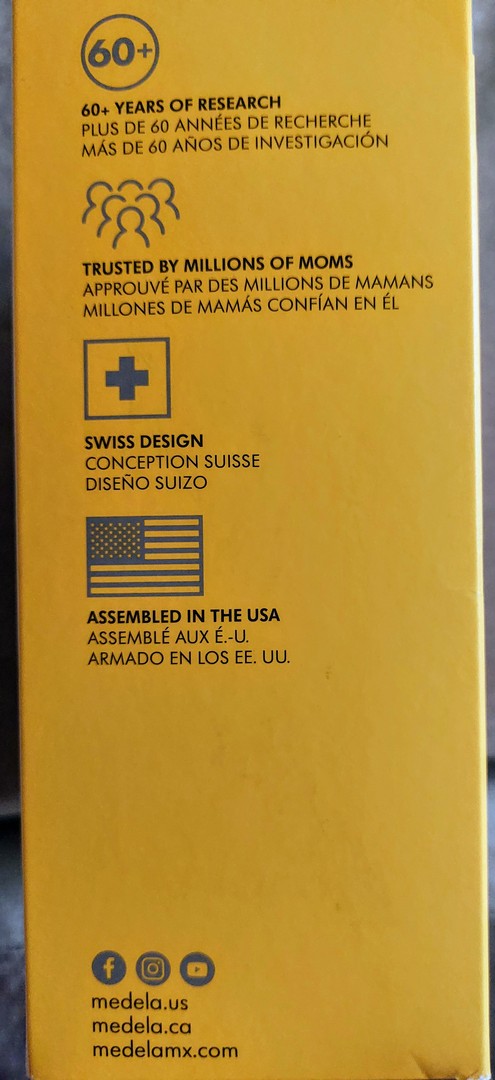 60+
60+ YEARS OF RESEARCH
PLUS DE 60 ANNÉES DE RECHERCHE
MÁS DE 60 AÑOS DE INVESTIGACIÓN
TRUSTED BY MILLIONS OF MOMS
APPROUVÉ PAR DES MILLIONS DE MAMANS
MILLONES DE MAMÁS CONFÍAN EN ÉL
SWISS DESIGN
CONCEPTION SUISSE
DISEÑO SUIZO
ASSEMBLED IN THE USA
ASSEMBLÉ AUX É.-U.
ARMADO EN LOS EE. UU.
medela.us
medela.ca
medelamx.com